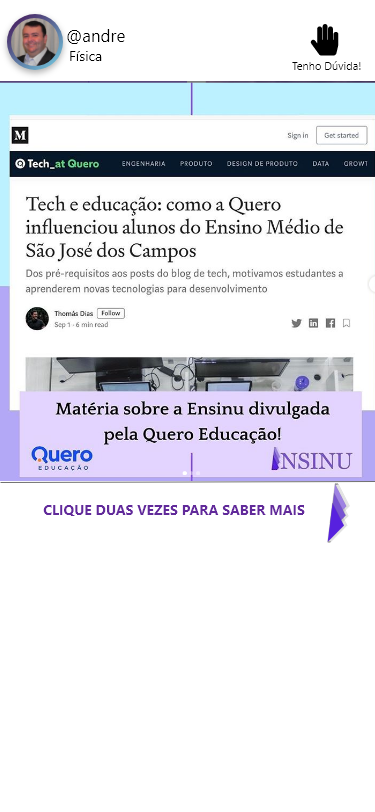 @andre
Física
Tenho Dúvida!
M
Sign in
Get started
Tech_at Quero
ENGENHARIA PRODUTO DESIGN DE PRODUTO DATA GROWT
Tech e educação: como a Quero
influenciou alunos do Ensino Médio de
São José dos Campos
Dos pré-requisitos aos posts do blog de tech, motivamos estudantes a
aprenderem novas tecnologias para desenvolvimento
Thomás Dias Follow
Sep 1 · 6 min read
Matéria sobre a Ensinu divulgada
pela Quero Educação!
Quero
EDUCAÇÃO
ENSINU
CLIQUE DUAS VEZES PARA SABER MAIS